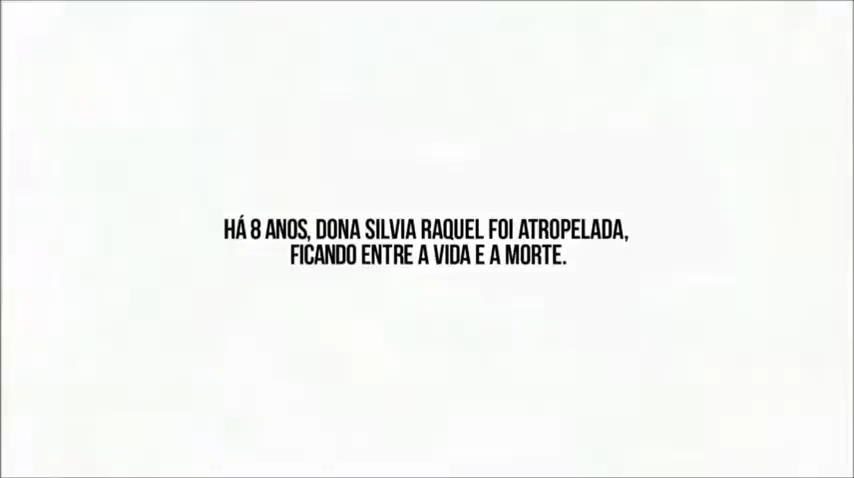 HÁ 8 ANOS, DONA SILVIA RAQUEL FOI ATROPELADA,
FICANDO ENTRE A VIDA E A MORTE.